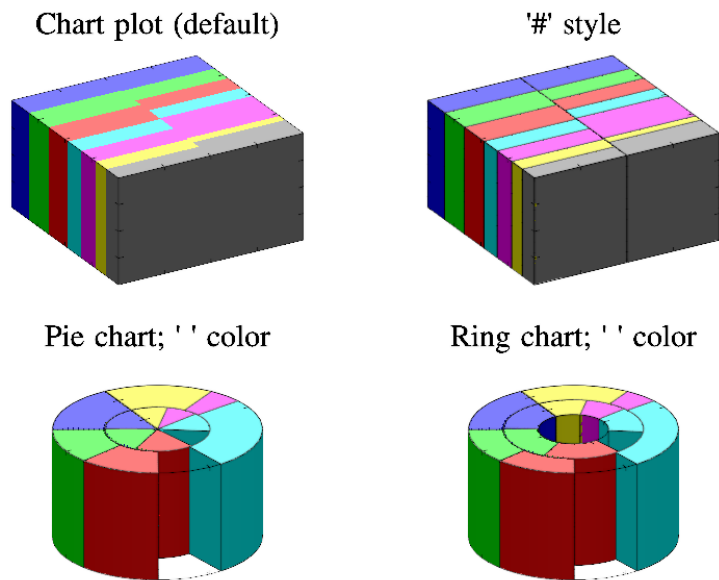 Chart plot (default)
'#' style
Pie chart; ' ' color
Ring chart; ' ' color